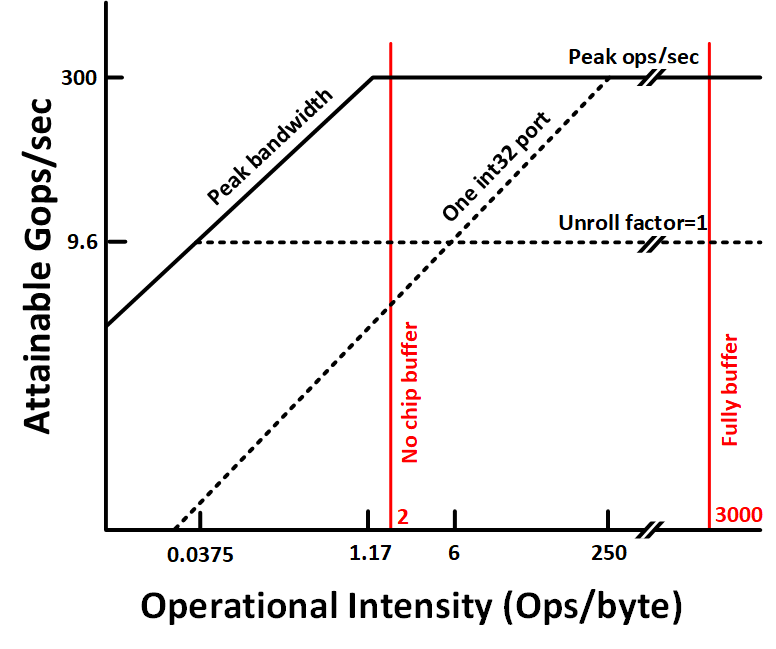 Peak ops/sec
300
Peak bandwidth
One int32 port
Unroll factor=1
9.6
Attainable Gops/sec
No chip buffer
Fully buffer
2
3000
0.0375
1.17
6
250
Operational Intensity (Ops/byte)